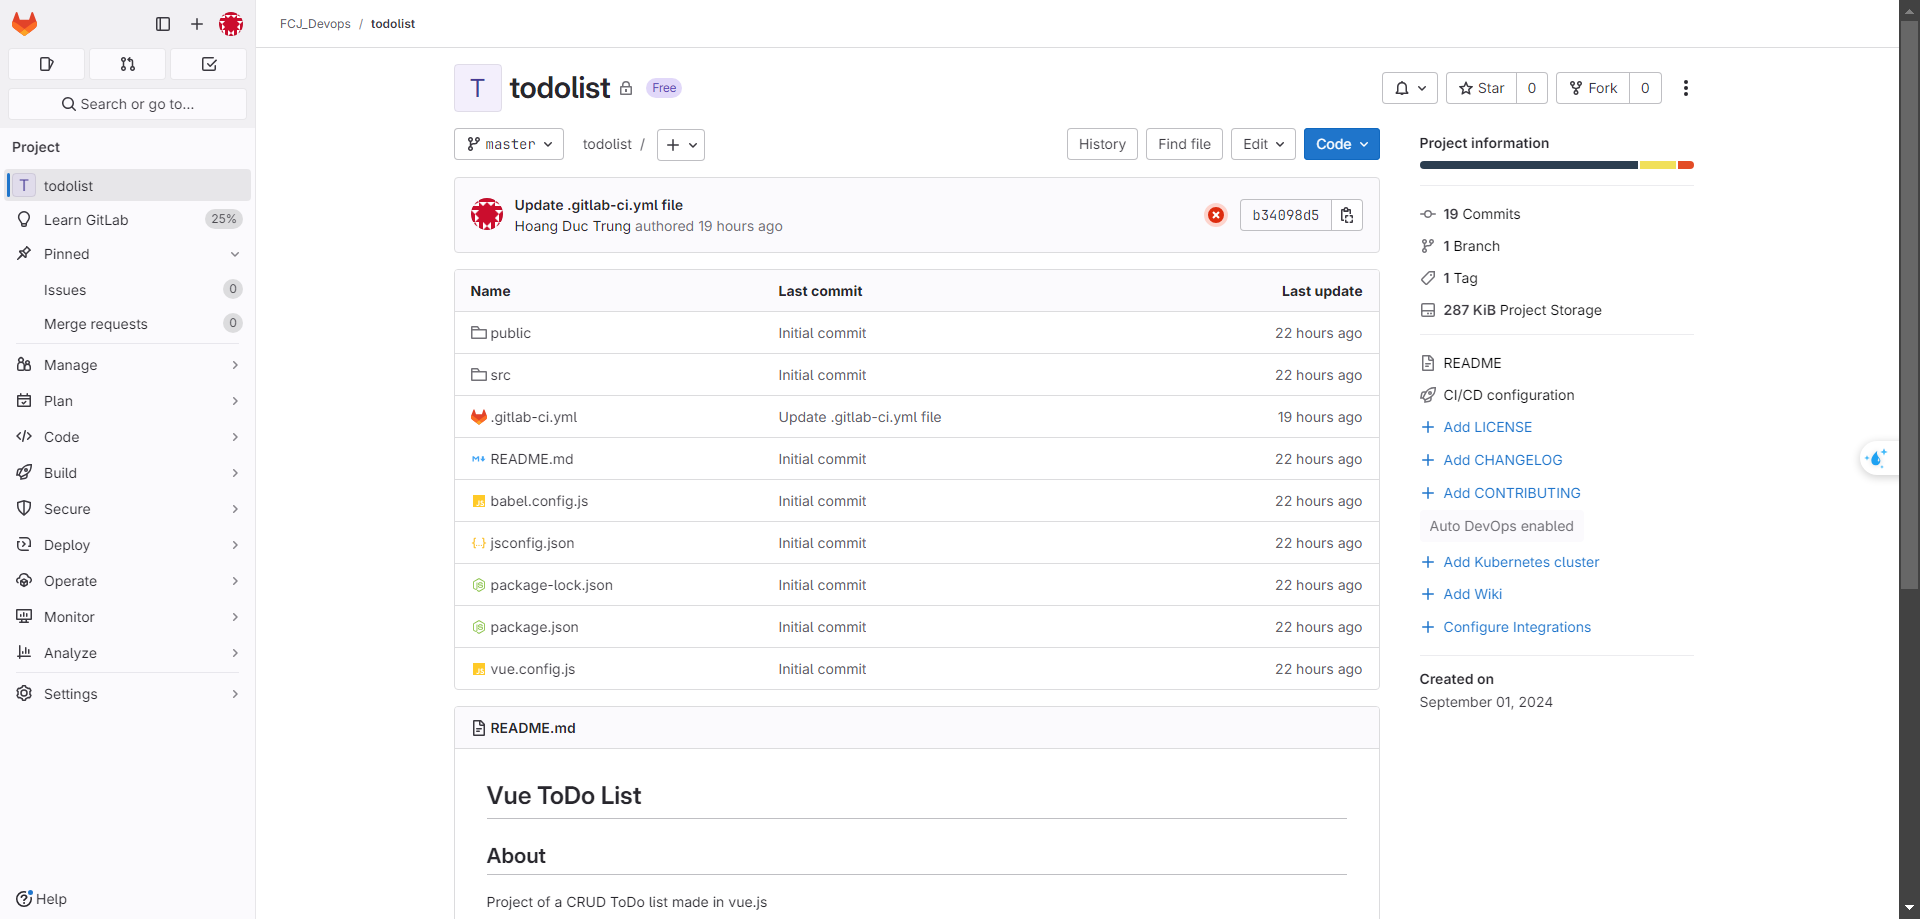 FCJ_Devops / todolist
Search or go to...
Project
T todolist
Learn GitLab 25%
Pinned
Issues 0
Merge requests 0
Manage
Plan
Code
Build
Secure
Deploy
Operate
Monitor
Analyze
Settings
Help
T todolist Free
Star 0
Fork 0
master
todolist /
History
Find file
Edit
Code
Update .gitlab-ci.yml file
Hoang Duc Trung authored 19 hours ago
b34098d5
Name Last commit Last update
public Initial commit 22 hours ago
src Initial commit 22 hours ago
.gitlab-ci.yml Update .gitlab-ci.yml file 19 hours ago
README.md Initial commit 22 hours ago
babel.config.js Initial commit 22 hours ago
jsconfig.json Initial commit 22 hours ago
package-lock.json Initial commit 22 hours ago
package.json Initial commit 22 hours ago
vue.config.js Initial commit 22 hours ago
README.md
Vue ToDo List
About
Project of a CRUD ToDo list made in vue.js
Project information
19 Commits
1 Branch
1 Tag
287 KiB Project Storage
README
CI/CD configuration
Add LICENSE
Add CHANGELOG
Add CONTRIBUTING
Auto DevOps enabled
Add Kubernetes cluster
Add Wiki
Configure Integrations
Created on
September 01, 2024